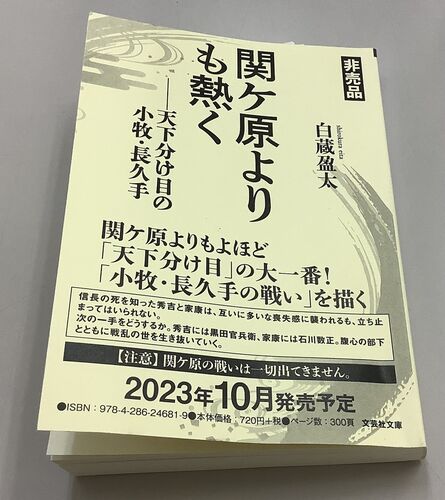 非売品
関ケ原より
も熱く
──天下分け目の
小牧・長久手
白蔵盈太
shirokura eita
関ケ原よりもよほど
「天下分け目」の大一番!
「小牧・長久手の戦い」を描く
信長の死を知った秀吉と家康は、互いに多いな喪失感に襲われるも、立ち止
まってはいられない。
次の一手をどうするか。秀吉には黒田官兵衛、家康には石川数正。腹心の部下
とともに戦乱の世を生き抜いていく。
【注意】関ケ原の戦いは一切出てきません。
2023年10月発売予定
●ISBN:978-4-286-24681-9●本体価格:720円+税●ページ数:300頁 文芸社文庫